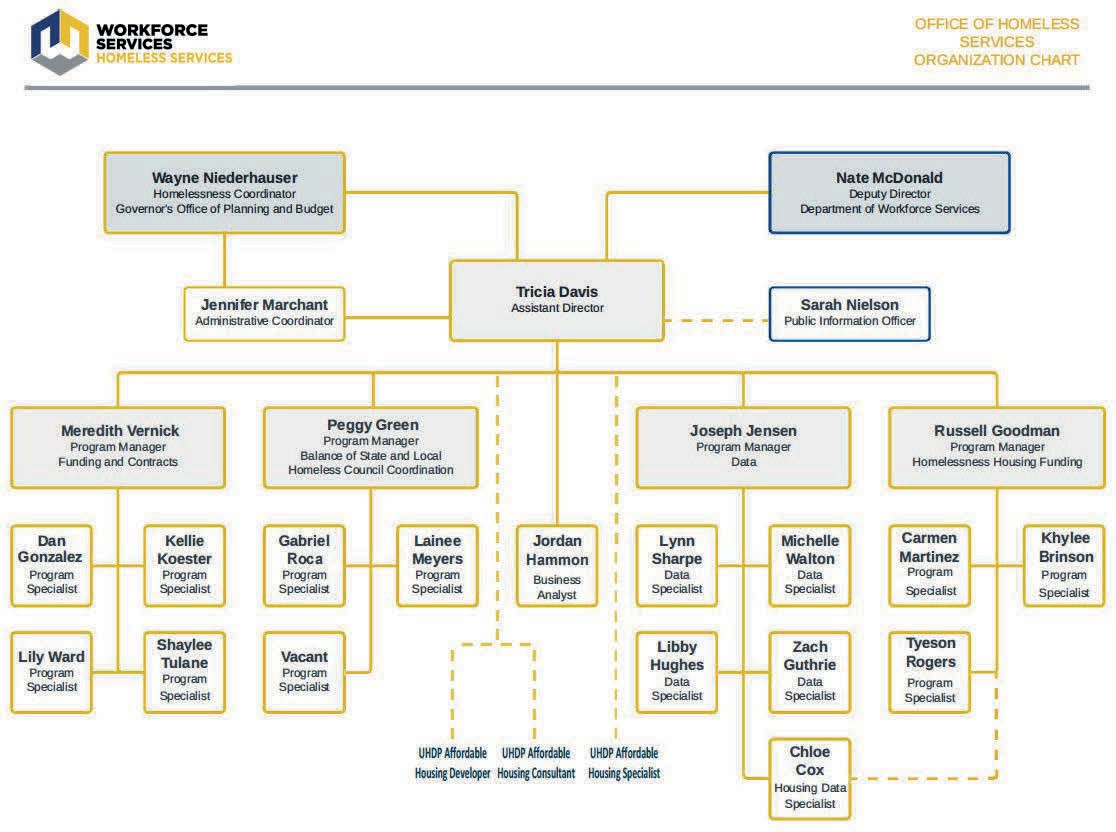 WORKFORCE
SERVICES
HOMELESS SERVICES
OFFICE OF HOMELESS
SERVICES
ORGANIZATION CHART
Wayne Niederhauser
Homelessness Coordinator
Governor's Office of Planning and Budget
Nate McDonald
Deputy Director
Department of Workforce Services
Tricia Davis
Assistant Director
Jennifer Marchant
Administrative Coordinator
Sarah Nielson
Public Information Officer
Meredith Vernick
Program Manager
Funding and Contracts
Peggy Green
Program Manager
Balance of State and Local
Homeless Council Coordination
Joseph Jensen
Program Manager
Data
Russell Goodman
Program Manager
Homelessness Housing Funding
Dan
Gonzalez
Program
Specialist
Kellie
Koester
Program
Specialist
Gabriel
Roca
Program
Specialist
Lainee
Meyers
Program
Specialist
Jordan
Hammon
Business
Analyst
Lynn
Sharpe
Data
Specialist
Michelle
Walton
Data
Specialist
Carmen
Martinez
Program
Specialist
Khylee
Brinson
Program
Specialist
Lily Ward
Program
Specialist
Shaylee
Tulane
Program
Specialist
Vacant
Program
Specialist
Libby
Hughes
Data
Specialist
Zach
Guthrie
Data
Specialist
Tyeson
Rogers
Program
Specialist
UHDP Affordable
Housing Developer
UHDP Affordable
Housing Consultant
UHDP Affordable
Housing Specialist
Chloe
Cox
Housing Data
Specialist